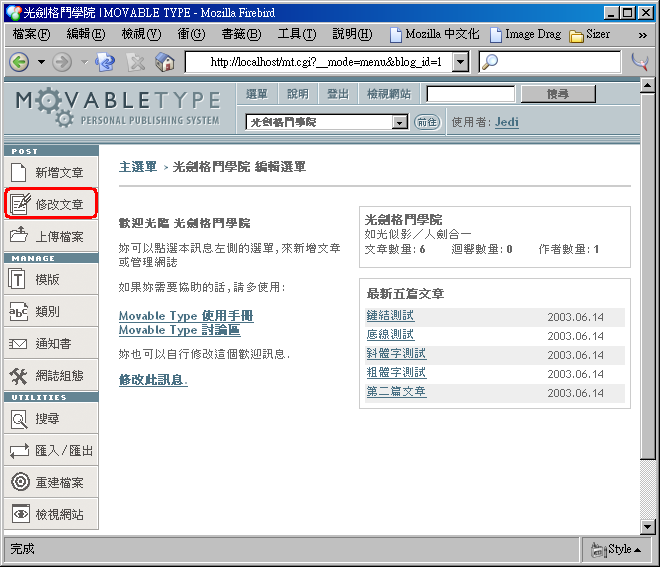 光劍格鬥學院 | MOVABLE TYPE - Mozilla Firebird
檔案(F) 編輯(E) 檢視(V) 衝(G) 書籤(B) 工具(T) 說明(H) Mozilla 中文化 Image Drag Sizer »
http://localhost/mt.cgi?__mode=menu&blog_id=1
MOVABLETYPE
PERSONAL PUBLISHING SYSTEM
選單 說明 登出 檢視網站 搜尋
光劍格鬥學院 前往 使用者: Jedi
POST
新增文章
修改文章
上傳檔案
MANAGE
模版
類別
通知書
網誌組態
UTILITIES
搜尋
匯入/匯出
重建檔案
檢視網站
主選單 > 光劍格鬥學院 編輯選單
歡迎光臨 光劍格鬥學院
妳可以點選本訊息左側的選單,來新增文章
或管理網誌
如果妳需要協助的話,請多使用:
Movable Type 使用手冊
Movable Type 討論區
妳也可以自行修改這個歡迎訊息.
修改此訊息.
光劍格鬥學院
如光似影╱人劍合一
文章數量: 6 迴響數量: 0 作者數量: 1
最新五篇文章
鏈結測試 2003.06.14
底線測試 2003.06.14
斜體字測試 2003.06.14
粗體字測試 2003.06.14
第二篇文章 2003.06.14
完成 Style